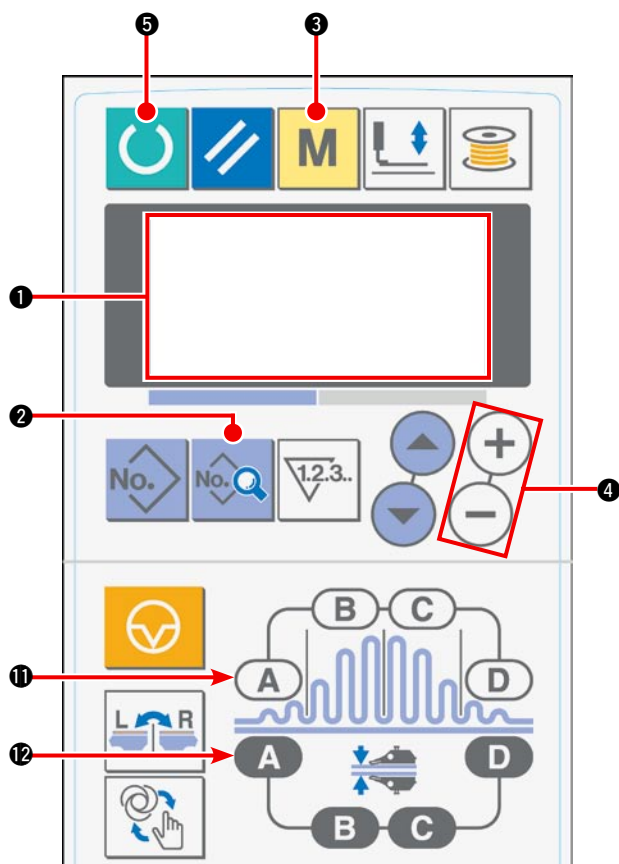 ❺ ❸
M
❶
❷
No. No. 1.2.3.. + −
❹
B C
⓫ A D
L R
⓬ A D
B C